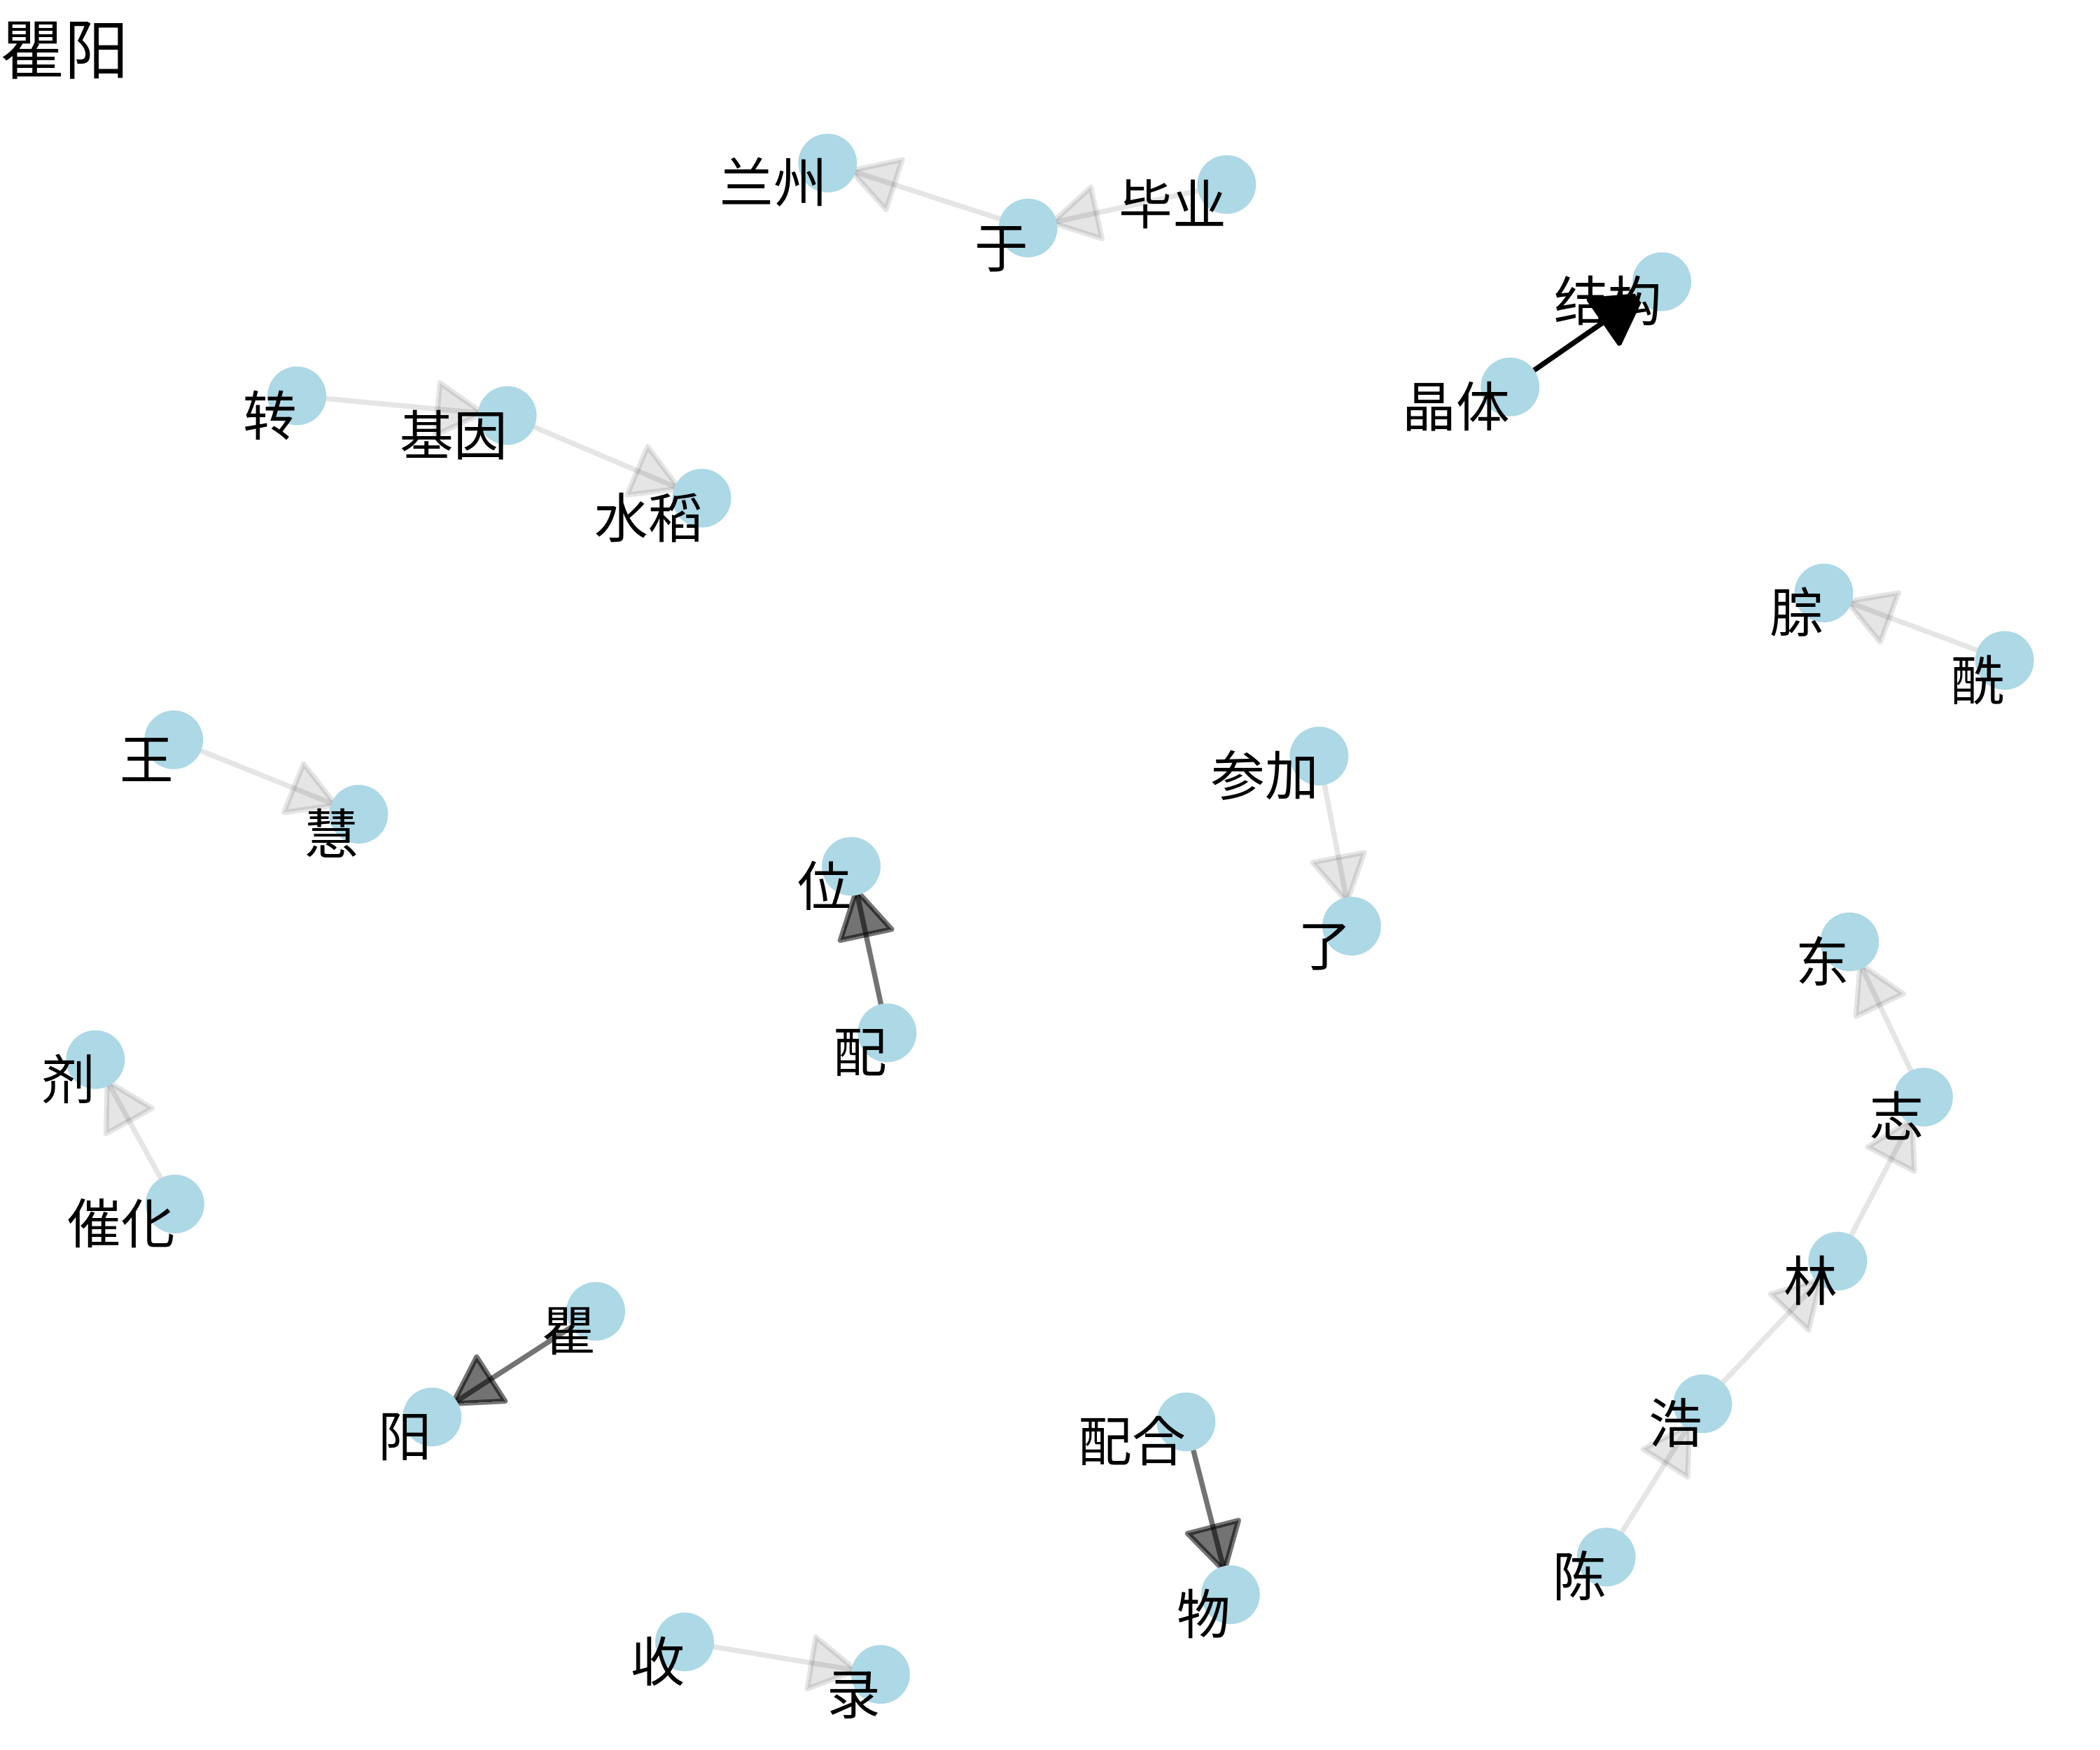 瞿阳
兰州
毕业
于
结构
晶体
转
基因
水稻
腙
酰
王
慧
参加
了
位
配
东
志
剂
催化
林
瞿
阳
浩
配合
物
陈
收
录